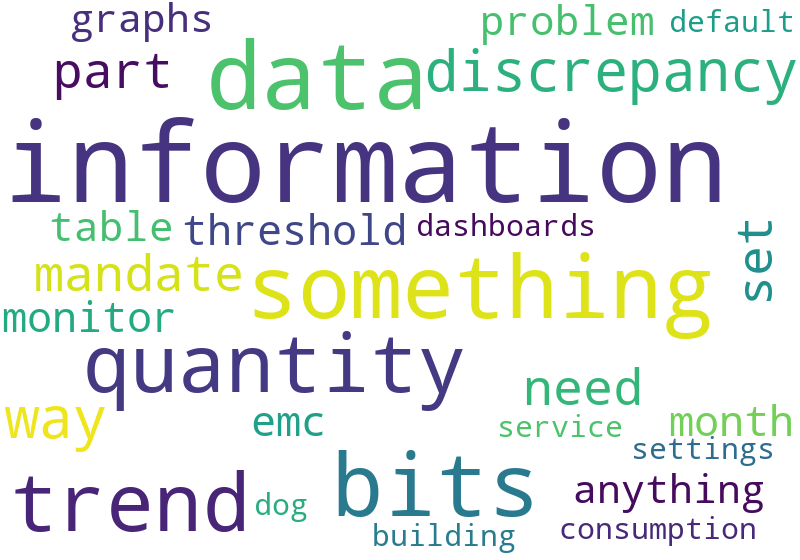 graphs
problem
default
part
data
discrepancy
information
table
threshold
dashboards
set
mandate
something
monitor
quantity
way
emc
need
service
month
settings
trend
dog
bits
building
anything
consumption